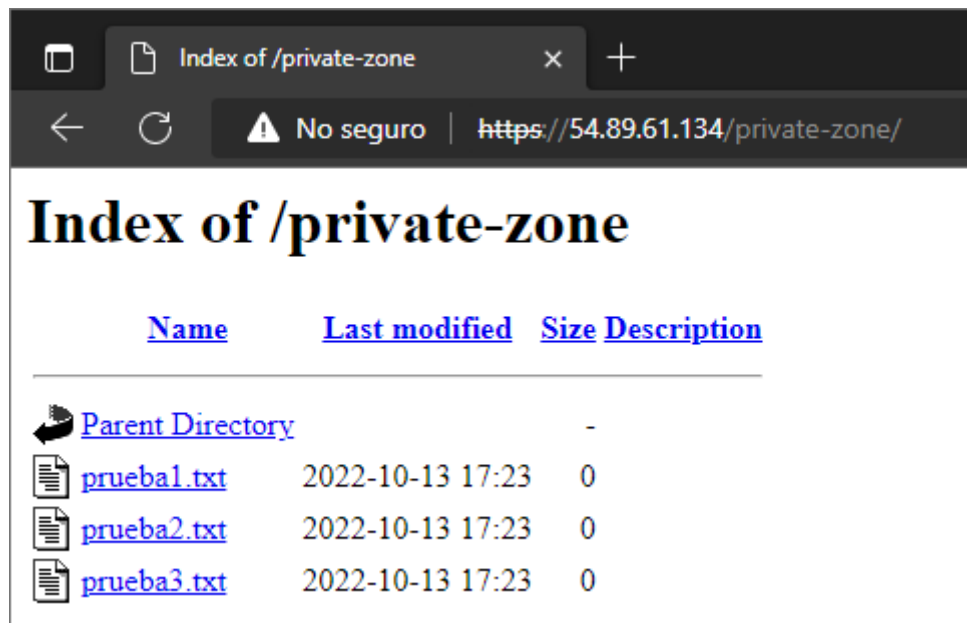 Index of /private-zone
No seguro | https://54.89.61.134/private-zone/
Index of /private-zone
Name Last modified Size Description
Parent Directory -
prueba1.txt 2022-10-13 17:23 0
prueba2.txt 2022-10-13 17:23 0
prueba3.txt 2022-10-13 17:23 0